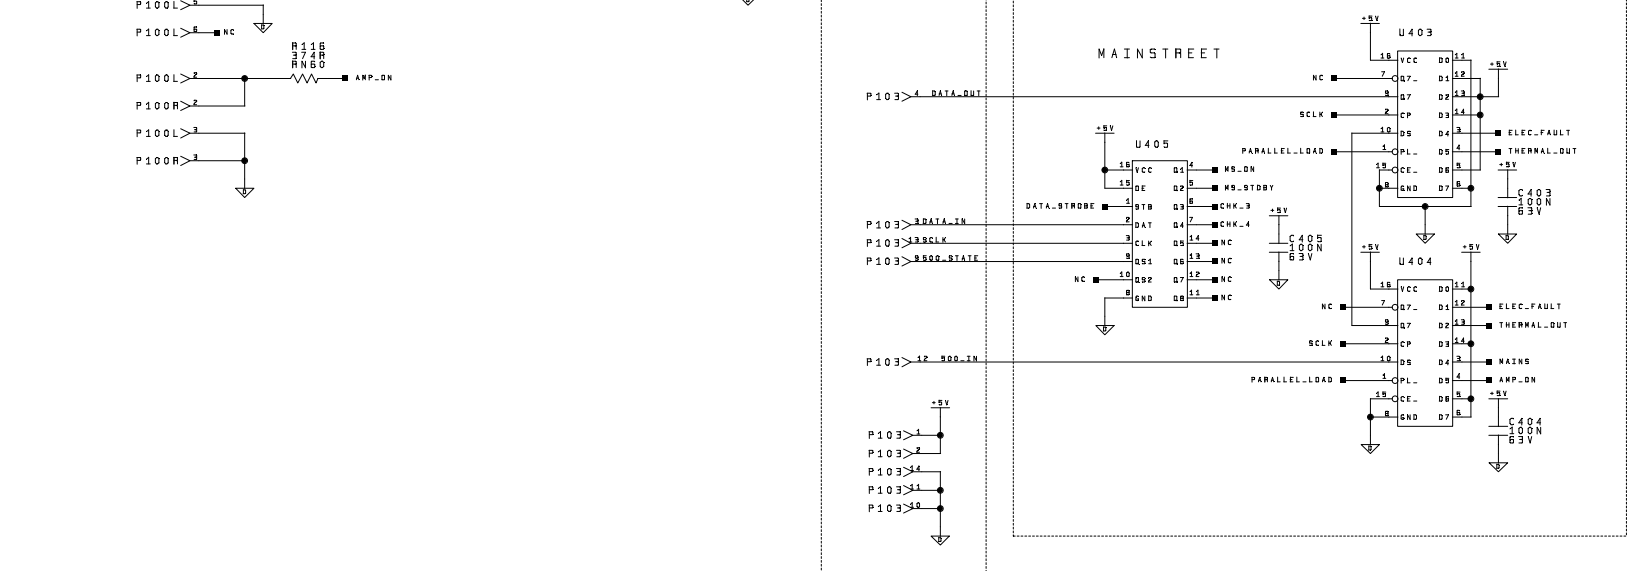 P100L 5
P100L 6 NC
R116
374R
RN60
P100L 2 AMP_ON
P100R 2
P100L 3
P100R 3
MAINSTREET
P103 4 DATA_OUT
P103 3 DATA_IN
P103 13 SCLK
P103 9 500_STATE
P103 12 500_IN
+5V
P103 1
P103 2
P103 14
P103 11
P103 10
+5V
U405
16 VCC Q1 4 MS_ON
15 OE Q2 5 MS_STDBY
DATA_STROBE 1 STB Q3 6 CHK_3
2 DAT Q4 7 CHK_4
3 CLK Q5 14 NC
9 QS1 Q6 13 NC
NC 10 QS2 Q7 12 NC
8 GND Q8 11 NC
+5V
C405
100N
63V
+5V
U403
16 VCC D0 11
+5V
NC 7 Q7_ D1 12
9 Q7 D2 13
SCLK 2 CP D3 14
10 DS D4 3 ELEC_FAULT
PARALLEL_LOAD 1 PL_ D5 4 THERMAL_OUT
15 CE_ D6 5
8 GND D7 6
+5V
C403
100N
63V
+5V
U404
+5V
16 VCC D0 11
NC 7 Q7_ D1 12 ELEC_FAULT
9 Q7 D2 13 THERMAL_OUT
SCLK 2 CP D3 14
10 DS D4 3 MAINS
PARALLEL_LOAD 1 PL_ D5 4 AMP_ON
15 CE_ D6 5
8 GND D7 6
+5V
C404
100N
63V